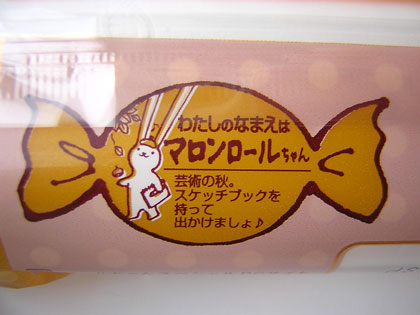 わたしのなまえは
マロンロールちゃん
芸術の秋。
スケッチブックを
持って
出かけましょ♪